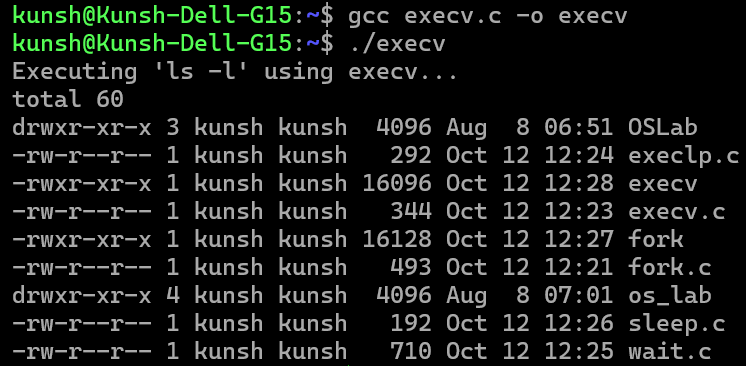 kunsh@Kunsh-Dell-G15:~$ gcc execv.c -o execv
kunsh@Kunsh-Dell-G15:~$ ./execv
Executing 'ls -l' using execv...
total 60
drwxr-xr-x 3 kunsh kunsh  4096 Aug  8 06:51 OSLab
-rw-r--r-- 1 kunsh kunsh   292 Oct 12 12:24 execlp.c
-rwxr-xr-x 1 kunsh kunsh 16096 Oct 12 12:28 execv
-rw-r--r-- 1 kunsh kunsh   344 Oct 12 12:23 execv.c
-rwxr-xr-x 1 kunsh kunsh 16128 Oct 12 12:27 fork
-rw-r--r-- 1 kunsh kunsh   493 Oct 12 12:21 fork.c
drwxr-xr-x 4 kunsh kunsh  4096 Aug  8 07:01 os_lab
-rw-r--r-- 1 kunsh kunsh   192 Oct 12 12:26 sleep.c
-rw-r--r-- 1 kunsh kunsh   710 Oct 12 12:25 wait.c